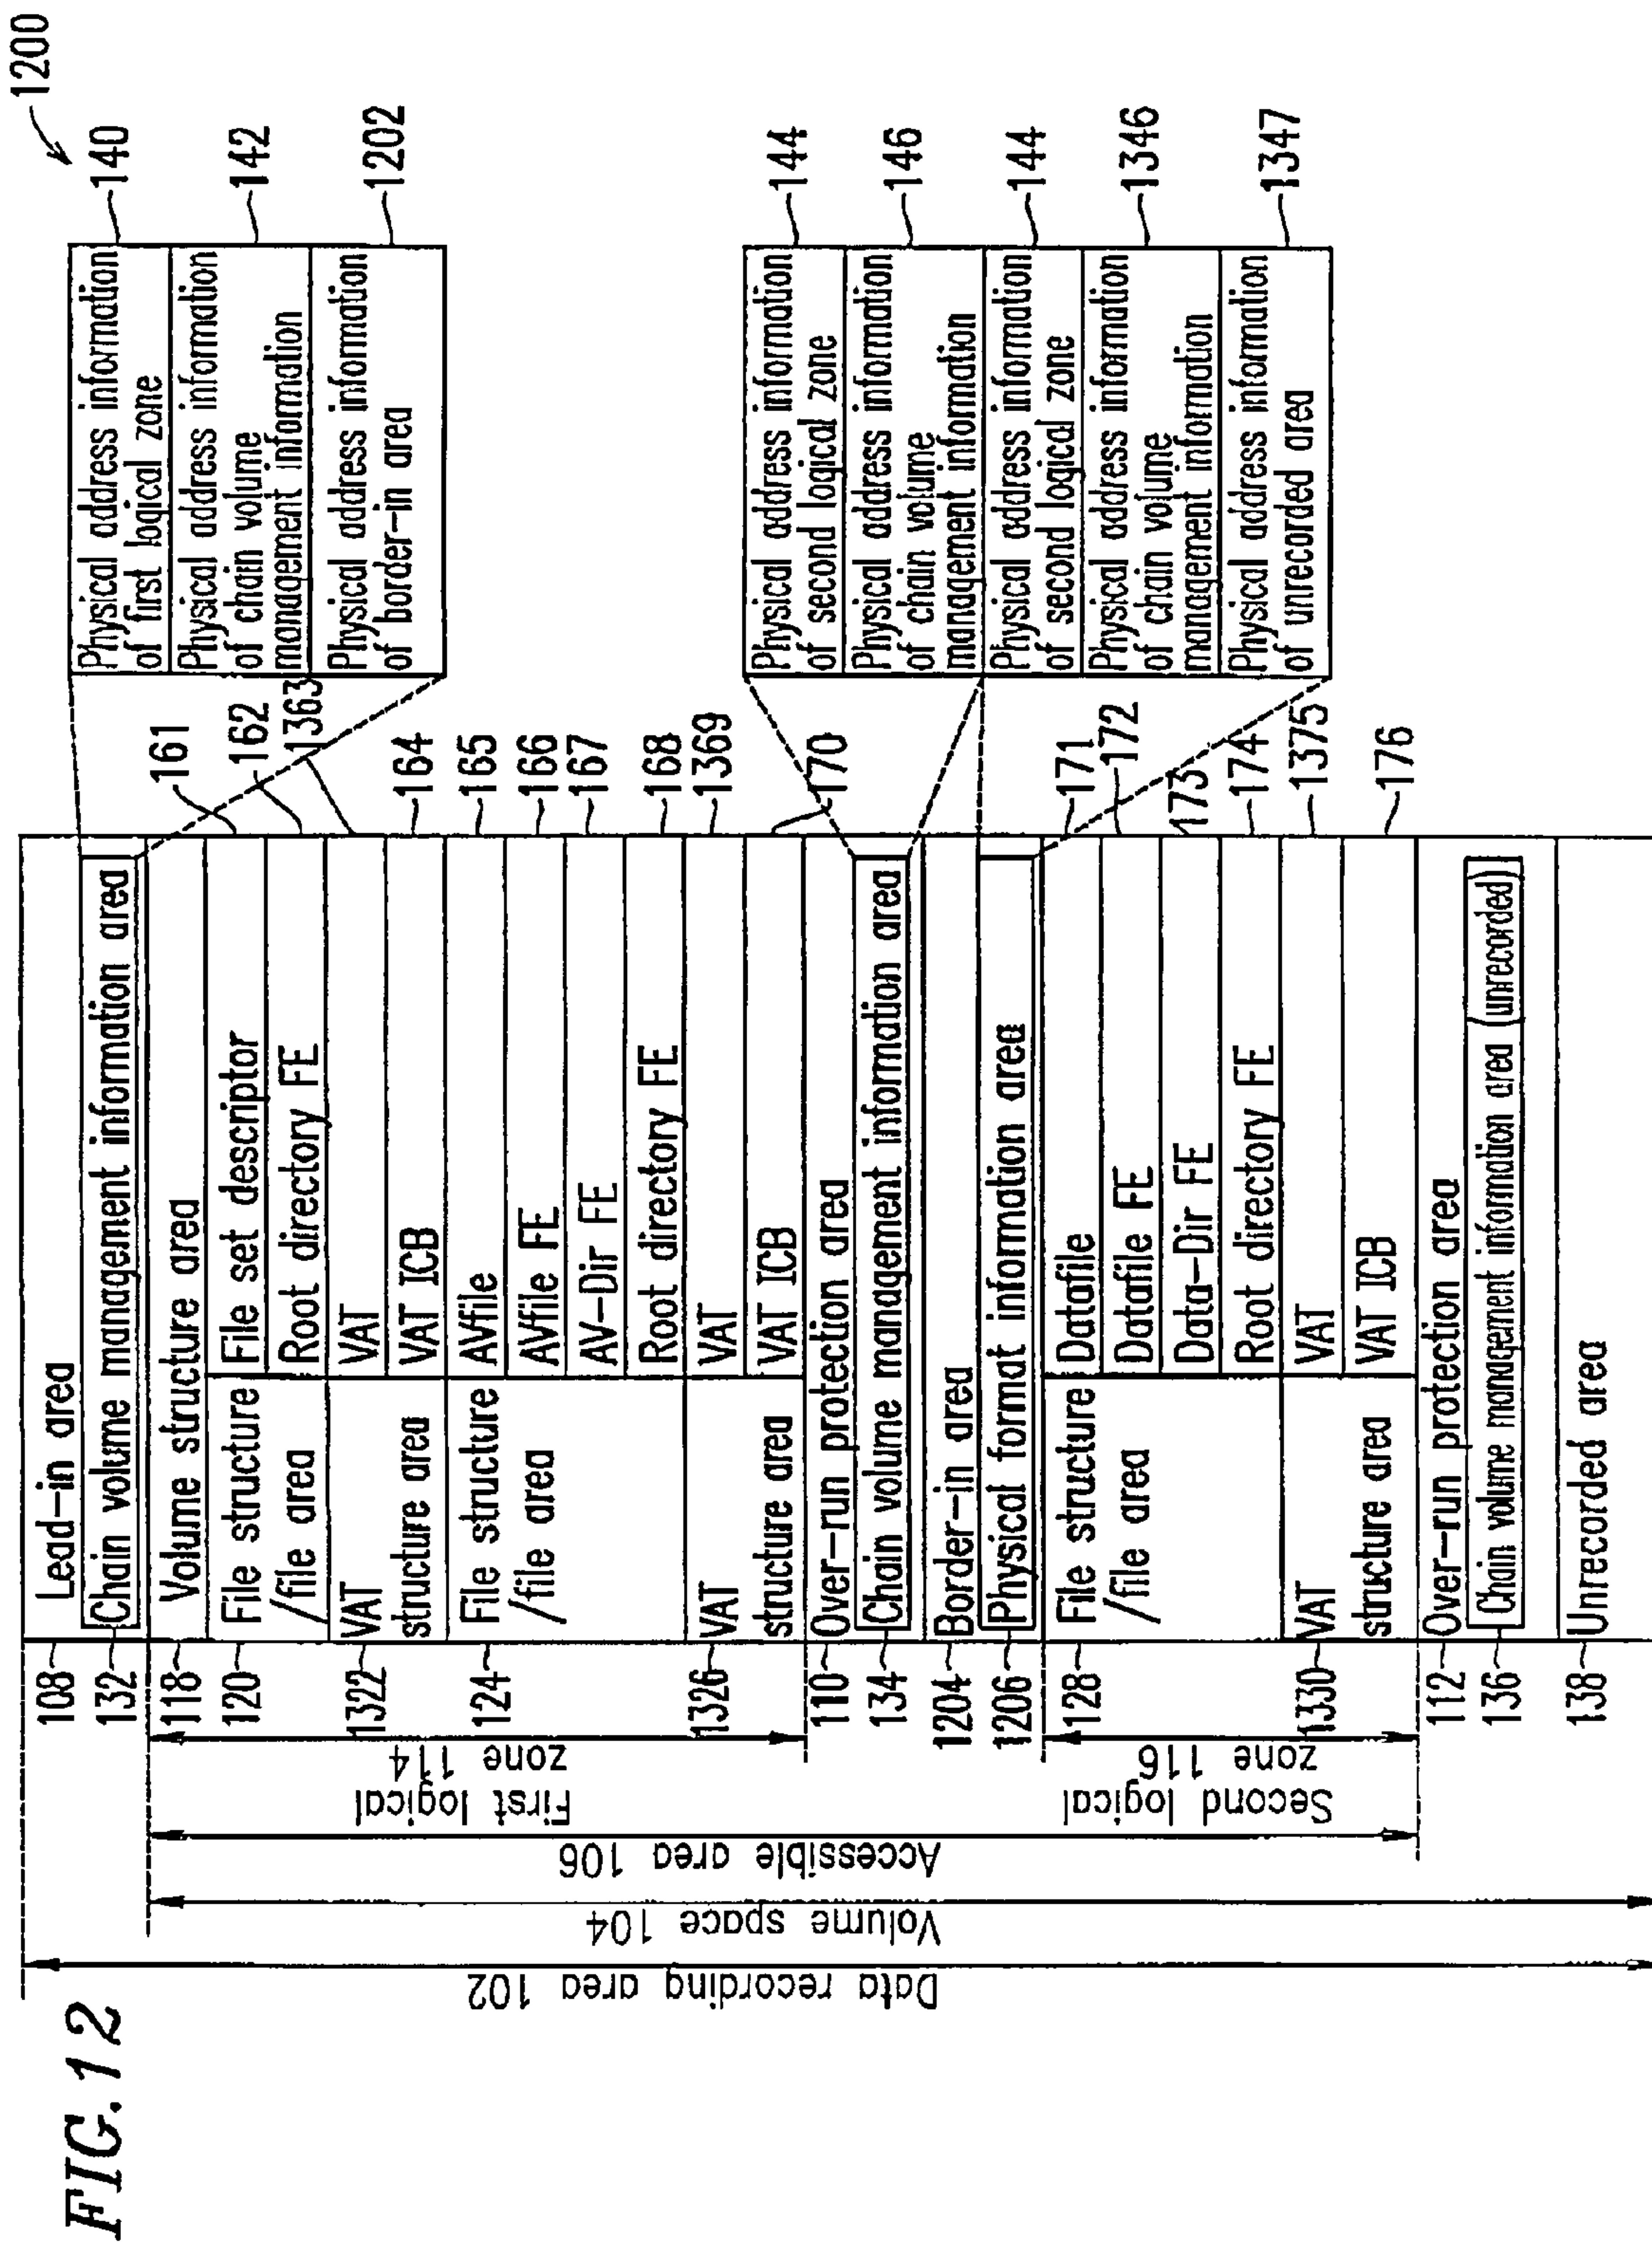 FIG.12
1200
Data recording area 102
Volume space 104
Accessible area 106
First logical
zone 114
Second logical
zone 116
108
Lead-in area
132
Chain volume management information area
118
Volume structure area
120
File structure
/file area
File set descriptor
161
Root directory FE
162
1322
VAT
structure area
VAT
1363
VAT ICB
164
124
File structure
/file area
AVfile
165
AVfile FE
166
AV-Dir FE
167
Root directory FE
168
1326
VAT
structure area
VAT
1369
VAT ICB
170
110
Over-run protection area
134
Chain volume management information area
1204
Border-in area
1206
Physical format information area
128
File structure
/file area
Datafile
171
Datafile FE
172
Data-Dir FE
173
Root directory FE
174
1330
VAT
structure area
VAT
1375
VAT ICB
176
112
Over-run protection area
136
Chain volume management information area (unrecorded)
138
Unrecorded area
Physical address information
of first logical zone
140
Physical address information
of chain volume
management information
142
Physical address information
of border-in area
1202
Physical address information
of second logical zone
144
Physical address information
of chain volume
management information
146
Physical address information
of second logical zone
144
Physical address information
of chain volume
management information
1346
Physical address information
of unrecorded area
1347